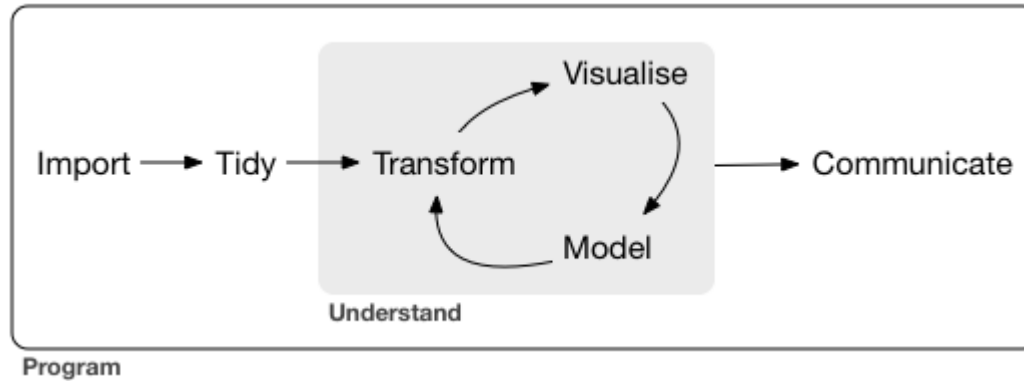 Visualise
Import
Tidy
Transform
Communicate
Model
Understand
Program